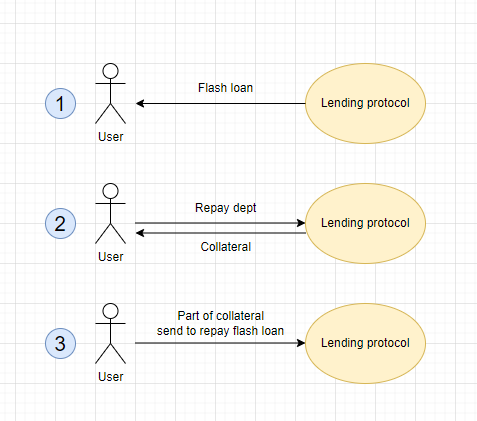 1
Flash loan
Lending protocol
User
2
Repay dept
Lending protocol
Collateral
User
3
Part of collateral
send to repay flash loan
Lending protocol
User